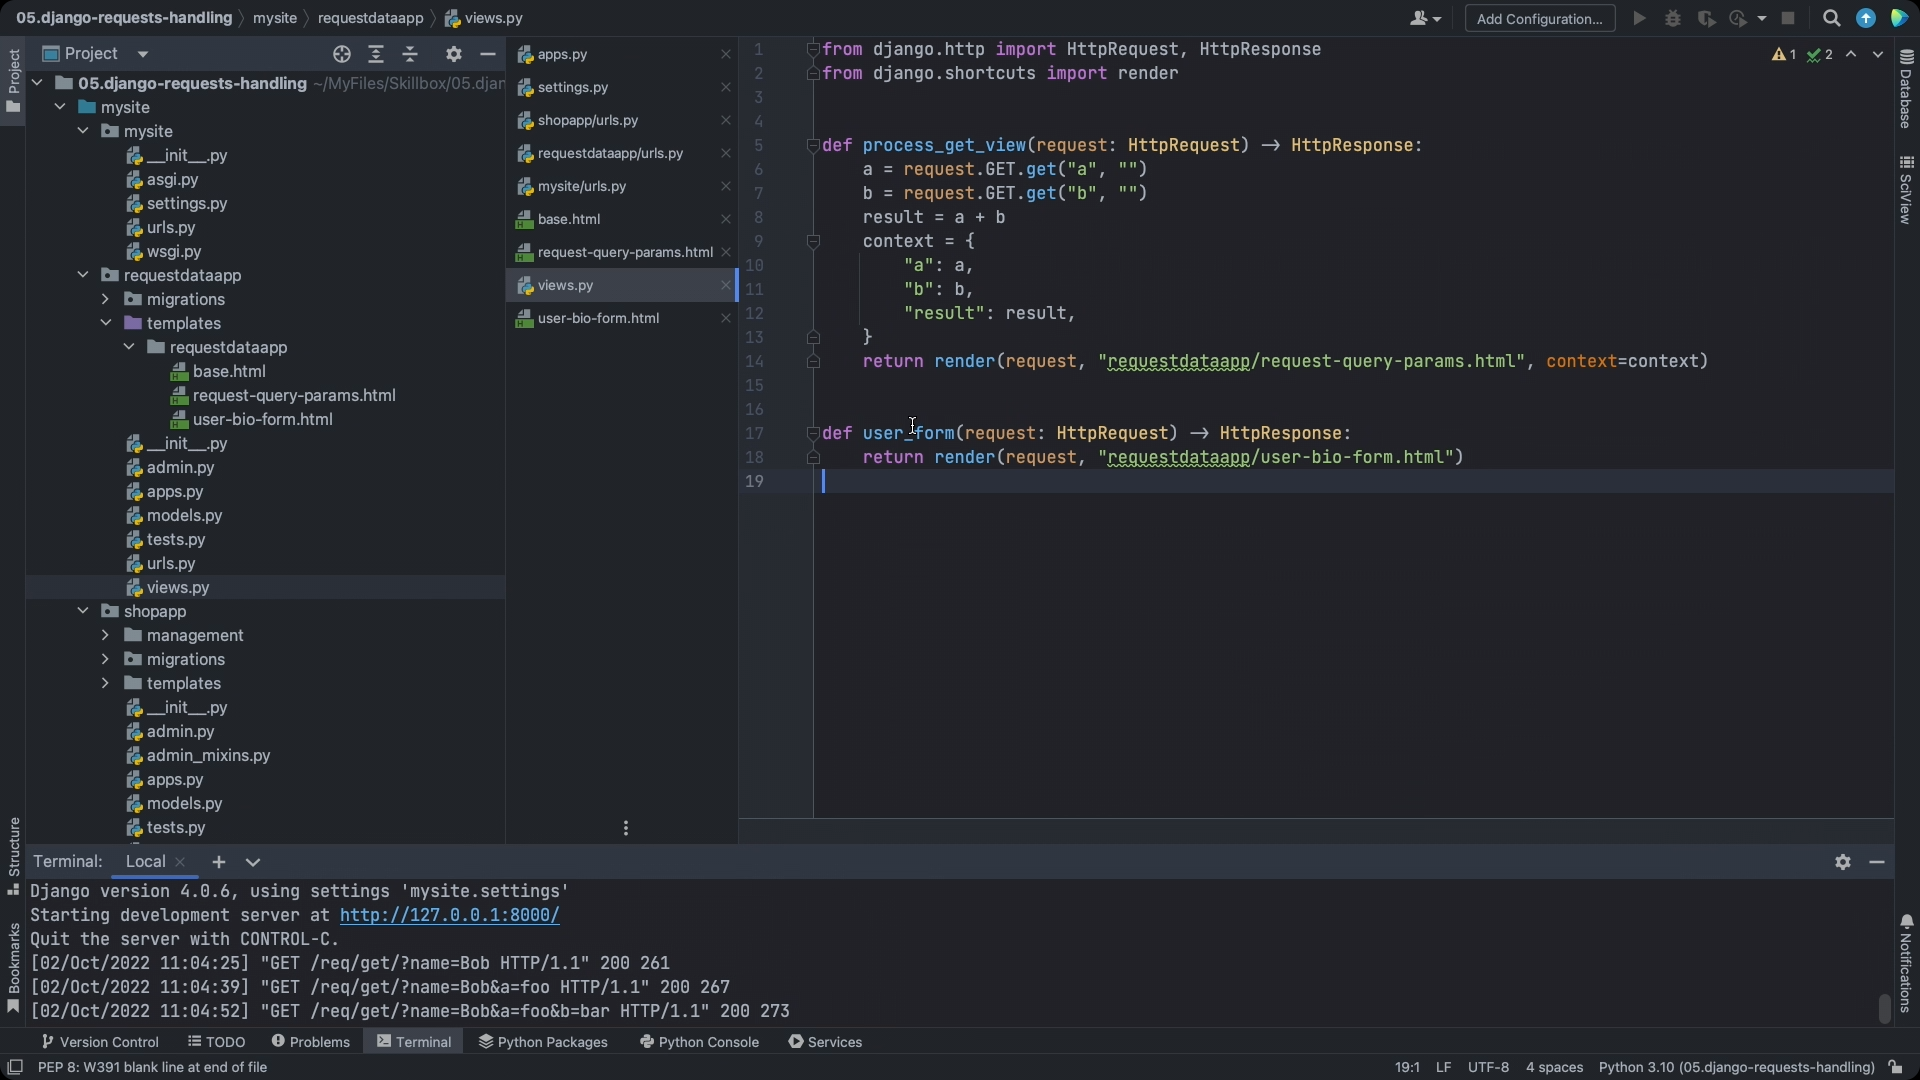 05.django-requests-handling mysite requestdataapp views.py
Add Configuration...
Project
05.django-requests-handling ~/MyFiles/Skillbox/05.djan
mysite
mysite
__init__.py
asgi.py
settings.py
urls.py
wsgi.py
requestdataapp
migrations
templates
requestdataapp
base.html
request-query-params.html
user-bio-form.html
__init__.py
admin.py
apps.py
models.py
tests.py
urls.py
views.py
shopapp
management
migrations
templates
__init__.py
admin.py
admin_mixins.py
apps.py
models.py
tests.py
apps.py
settings.py
shopapp/urls.py
requestdataapp/urls.py
mysite/urls.py
base.html
request-query-params.html
views.py
user-bio-form.html
1 from django.http import HttpRequest, HttpResponse
2 from django.shortcuts import render
3
4
5 def process_get_view(request: HttpRequest) → HttpResponse:
6 a = request.GET.get("a", "")
7 b = request.GET.get("b", "")
8 result = a + b
9 context = {
10 "a": a,
11 "b": b,
12 "result": result,
13 }
14 return render(request, "requestdataapp/request-query-params.html", context=context)
15
16
17 def user_form(request: HttpRequest) → HttpResponse:
18 return render(request, "requestdataapp/user-bio-form.html")
19
1 2
Project
Structure
Bookmarks
Database
SciView
Notifications
Terminal: Local
Django version 4.0.6, using settings 'mysite.settings'
Starting development server at http://127.0.0.1:8000/
Quit the server with CONTROL-C.
[02/Oct/2022 11:04:25] "GET /req/get/?name=Bob HTTP/1.1" 200 261
[02/Oct/2022 11:04:39] "GET /req/get/?name=Bob&a=foo HTTP/1.1" 200 267
[02/Oct/2022 11:04:52] "GET /req/get/?name=Bob&a=foo&b=bar HTTP/1.1" 200 273
Version Control TODO Problems Terminal Python Packages Python Console Services
PEP 8: W391 blank line at end of file 19:1 LF UTF-8 4 spaces Python 3.10 (05.django-requests-handling)